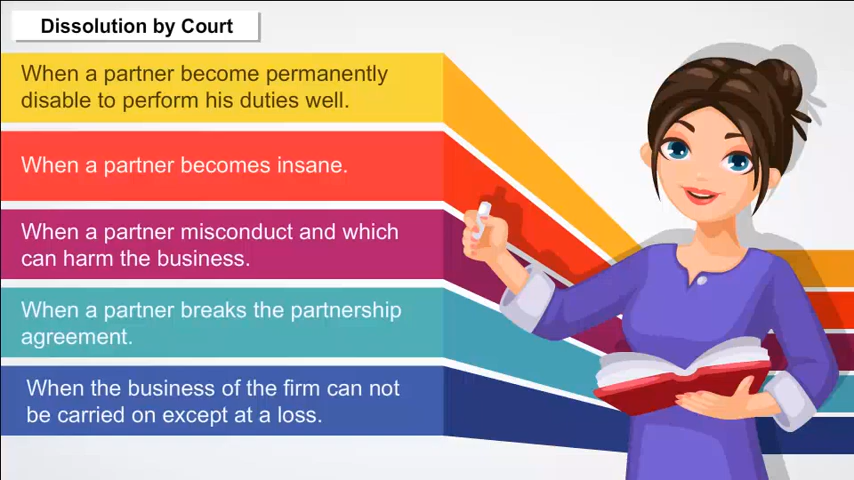 Dissolution by Court
When a partner become permanently
disable to perform his duties well.
When a partner becomes insane.
When a partner misconduct and which
can harm the business.
When a partner breaks the partnership
agreement.
When the business of the firm can not
be carried on except at a loss.